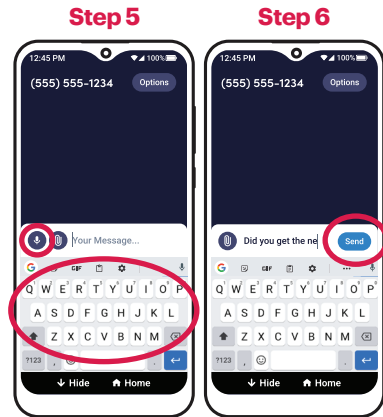 Step 5
12:45 PM
100%
(555) 555-1234
Options
Your Message...
G GIF
Q W E R T Y U I O P
A S D F G H J K L
Z X C V B N M
?123 , .
Hide Home
Step 6
12:45 PM
100%
(555) 555-1234
Options
Did you get the ne
Send
G GIF ...
Q W E R T Y U I O P
A S D F G H J K L
Z X C V B N M
?123 , .
Hide Home